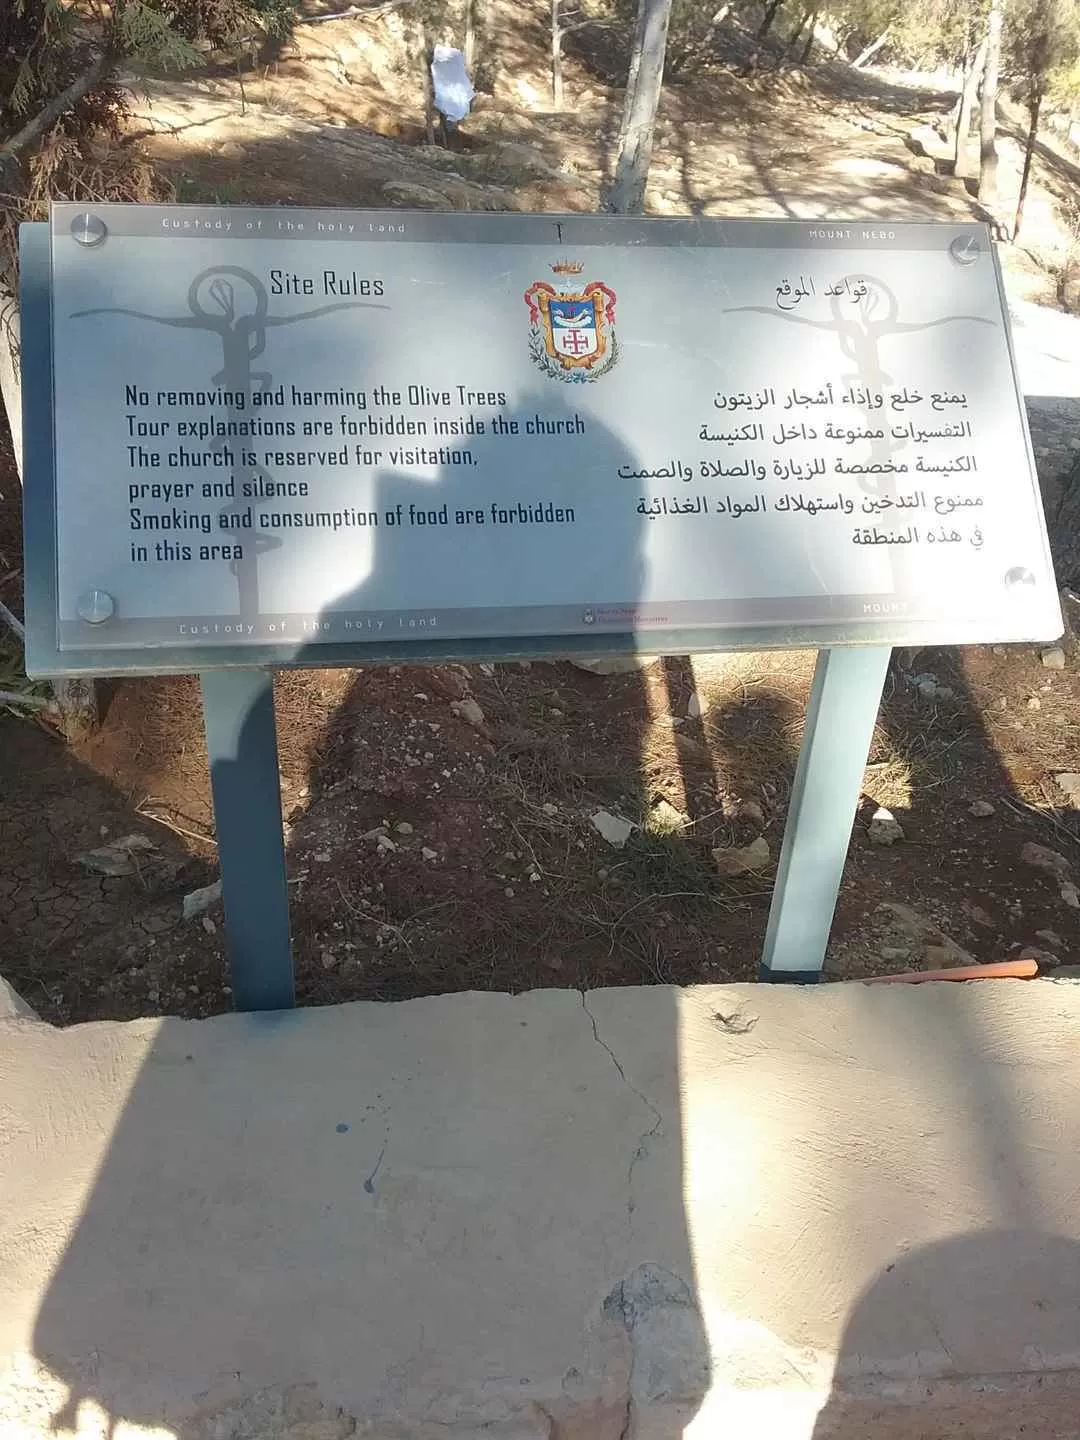 Custody of the holy land
MOUNT NEBO
Site Rules
No removing and harming the Olive Trees
Tour explanations are forbidden inside the church
The church is reserved for visitation,
prayer and silence
Smoking and consumption of food are forbidden
in this area
قواعد الموقع
يمنع خلع وإذاء أشجار الزيتون
التفسيرات ممنوعة داخل الكنيسة
الكنيسة مخصصة للزيارة والصلاة والصمت
ممنوع التدخين واستهلاك المواد الغذائية
في هذه المنطقة
Custody of the holy land
MOUNT